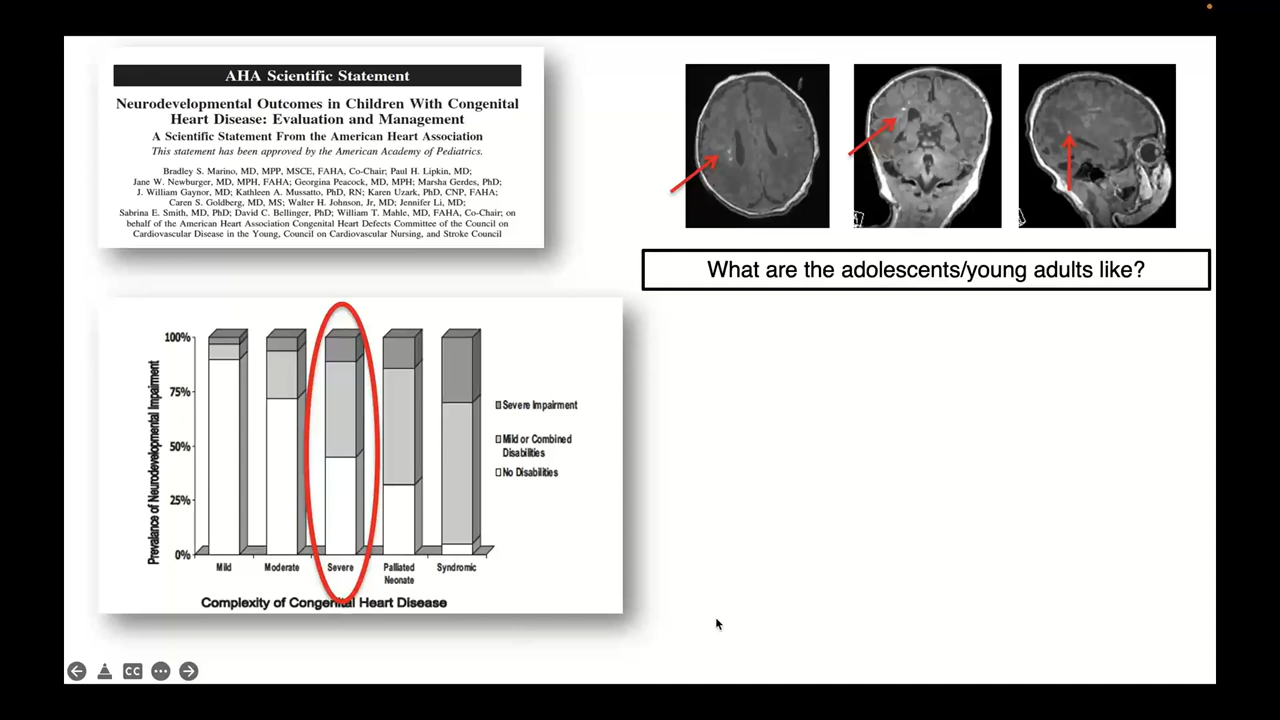 AHA Scientific Statement
Neurodevelopmental Outcomes in Children With Congenital
Heart Disease: Evaluation and Management
A Scientific Statement From the American Heart Association
This statement has been approved by the American Academy of Pediatrics.
Bradley S. Marino, MD, MPP, MSCE, FAHA, Co-Chair; Paul H. Lipkin, MD;
Jane W. Newburger, MD, MPH, FAHA; Georgina Peacock, MD, MPH; Marsha Gerdes, PhD;
J. William Gaynor, MD; Kathleen A. Mussatto, PhD, RN; Karen Uzark, PhD, CNP, FAHA;
Caren S. Goldberg, MD, MS; Walter H. Johnson, Jr, MD; Jennifer Li, MD;
Sabrina E. Smith, MD, PhD; David C. Bellinger, PhD; William T. Mahle, MD, FAHA, Co-Chair; on
behalf of the American Heart Association Congenital Heart Defects Committee of the Council on
Cardiovascular Disease in the Young, Council on Cardiovascular Nursing, and Stroke Council
What are the adolescents/young adults like?
Prevalance of Neurodevelopmental Impairment
100%
75%
50%
25%
0%
Mild
Moderate
Severe
Palliated
Neonate
Syndromic
Complexity of Congenital Heart Disease
Severe Impairment
Mild or Combined
Disabilities
No Disabilities
CC